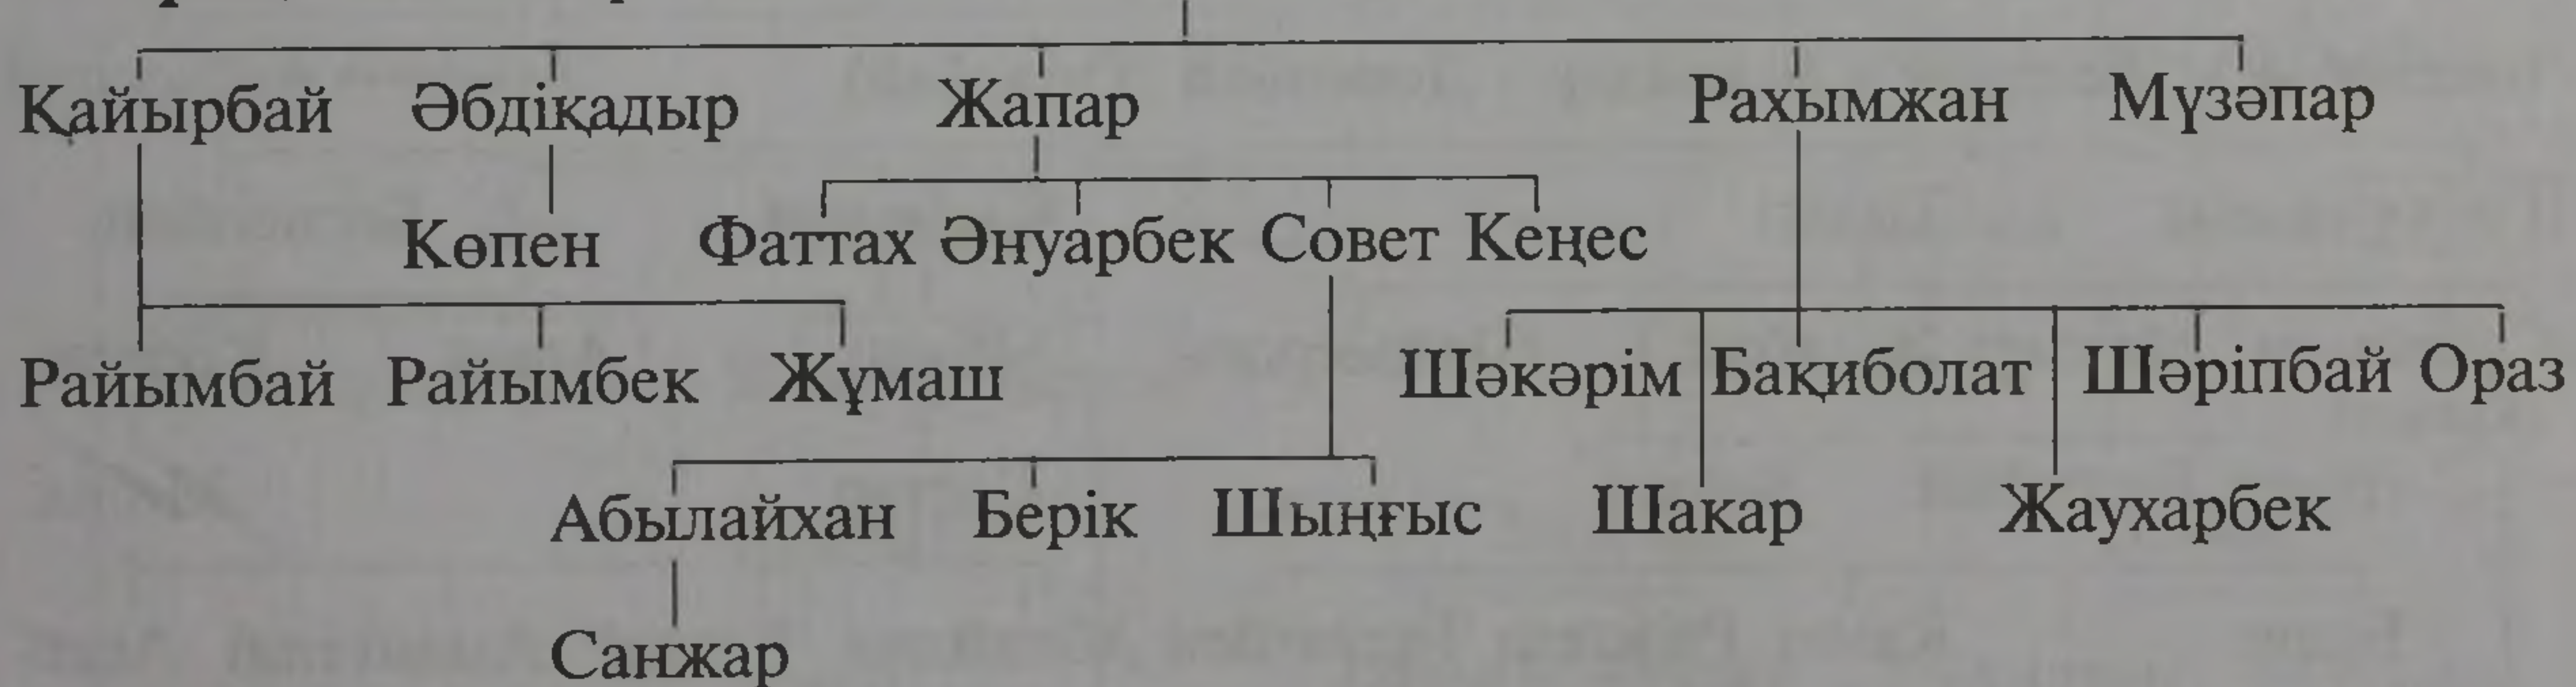 Қайырбай Әбдіқадыр Жапар Рахымжан Мүзәпар
Көпен Фаттах Әнуарбек Совет Кеңес
Райымбай Райымбек Жұмаш Шәкәрім Бақиболат Шәріпбай Ораз
Абылайхан Берік Шыңғыс Шакар Жаухарбек
Санжар